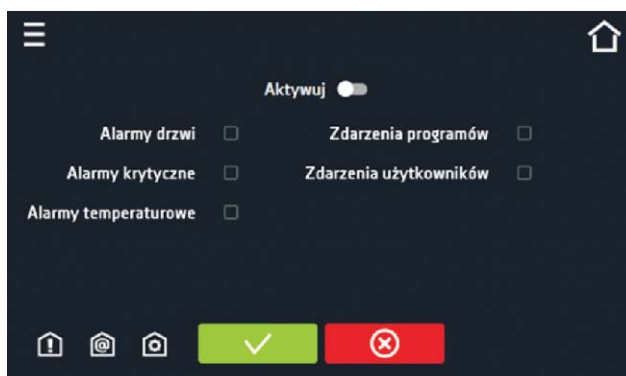 Aktywuj
Alarmy drzwi
Zdarzenia programów
Alarmy krytyczne
Zdarzenia użytkowników
Alarmy temperaturowe